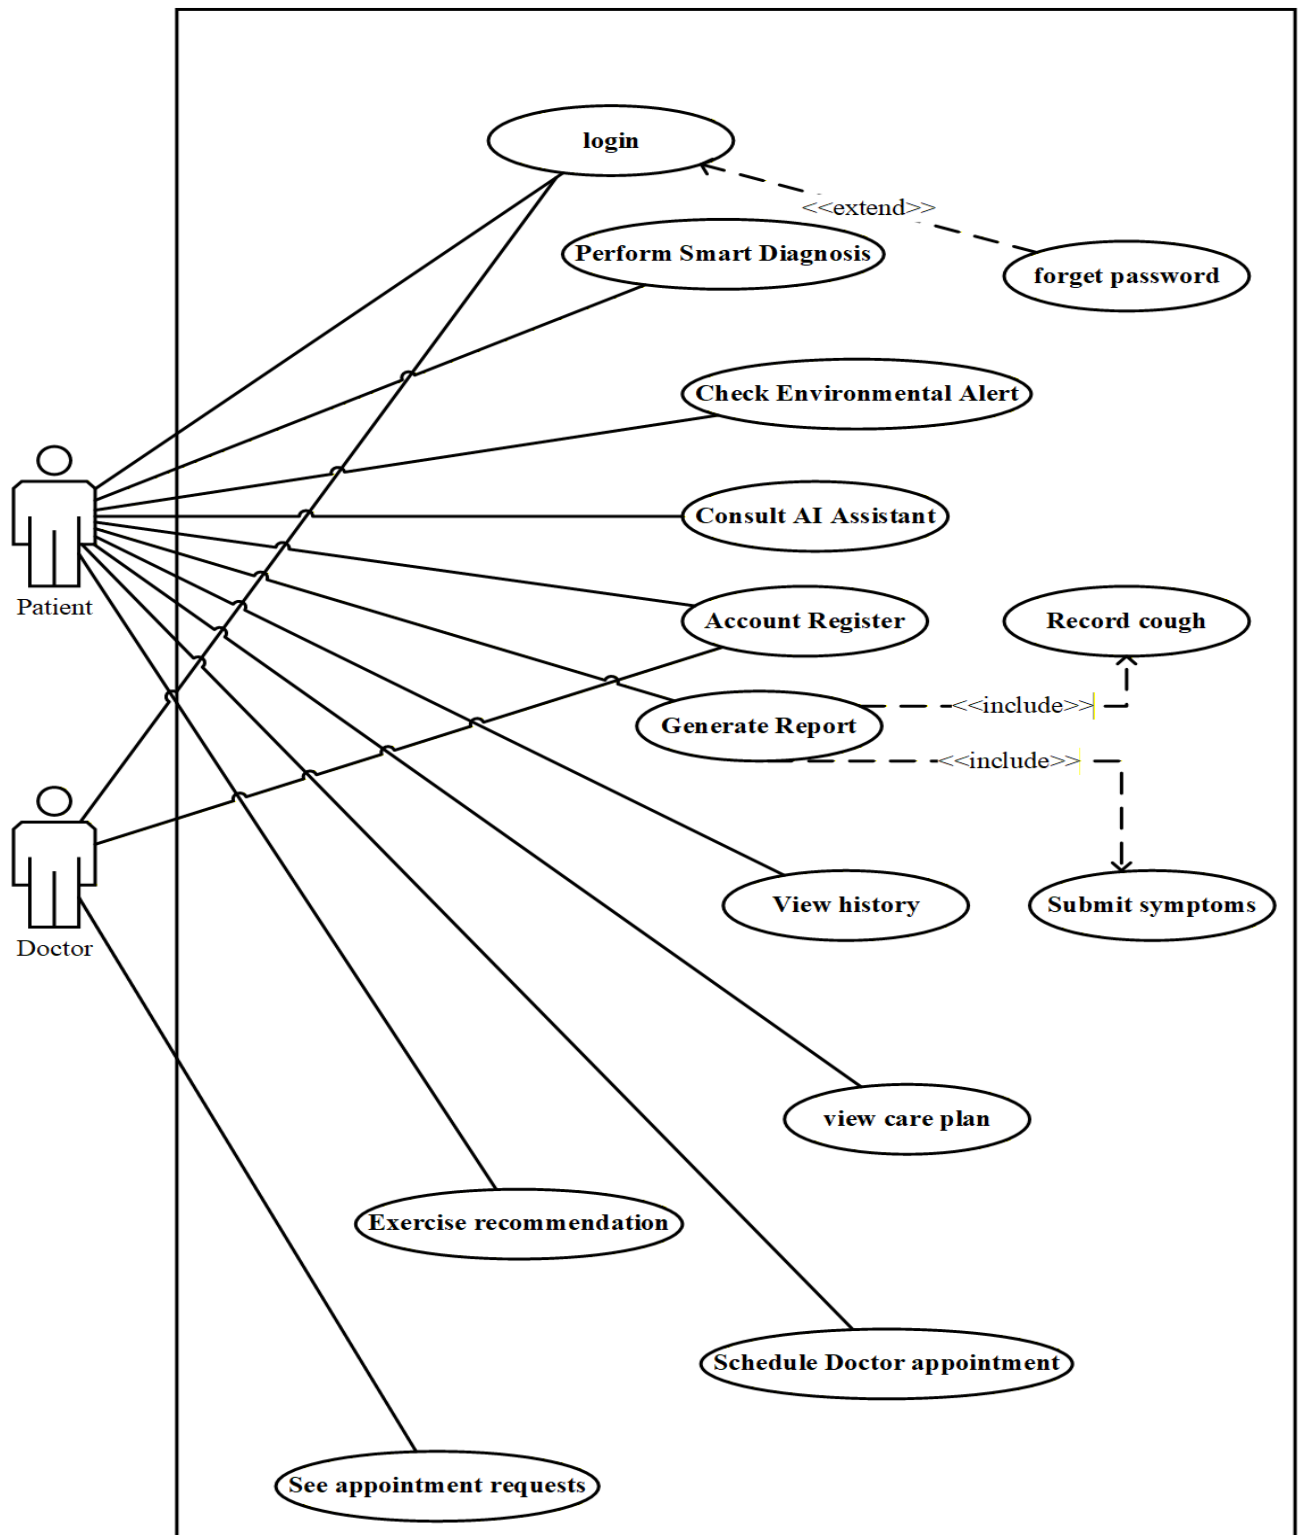 login
<<extend>>
Perform Smart Diagnosis
forget password
Check Environmental Alert
Consult AI Assistant
Patient
Account Register
Record cough
<<include>>
Generate Report
<<include>>
View history
Submit symptoms
Doctor
view care plan
Exercise recommendation
Schedule Doctor appointment
See appointment requests